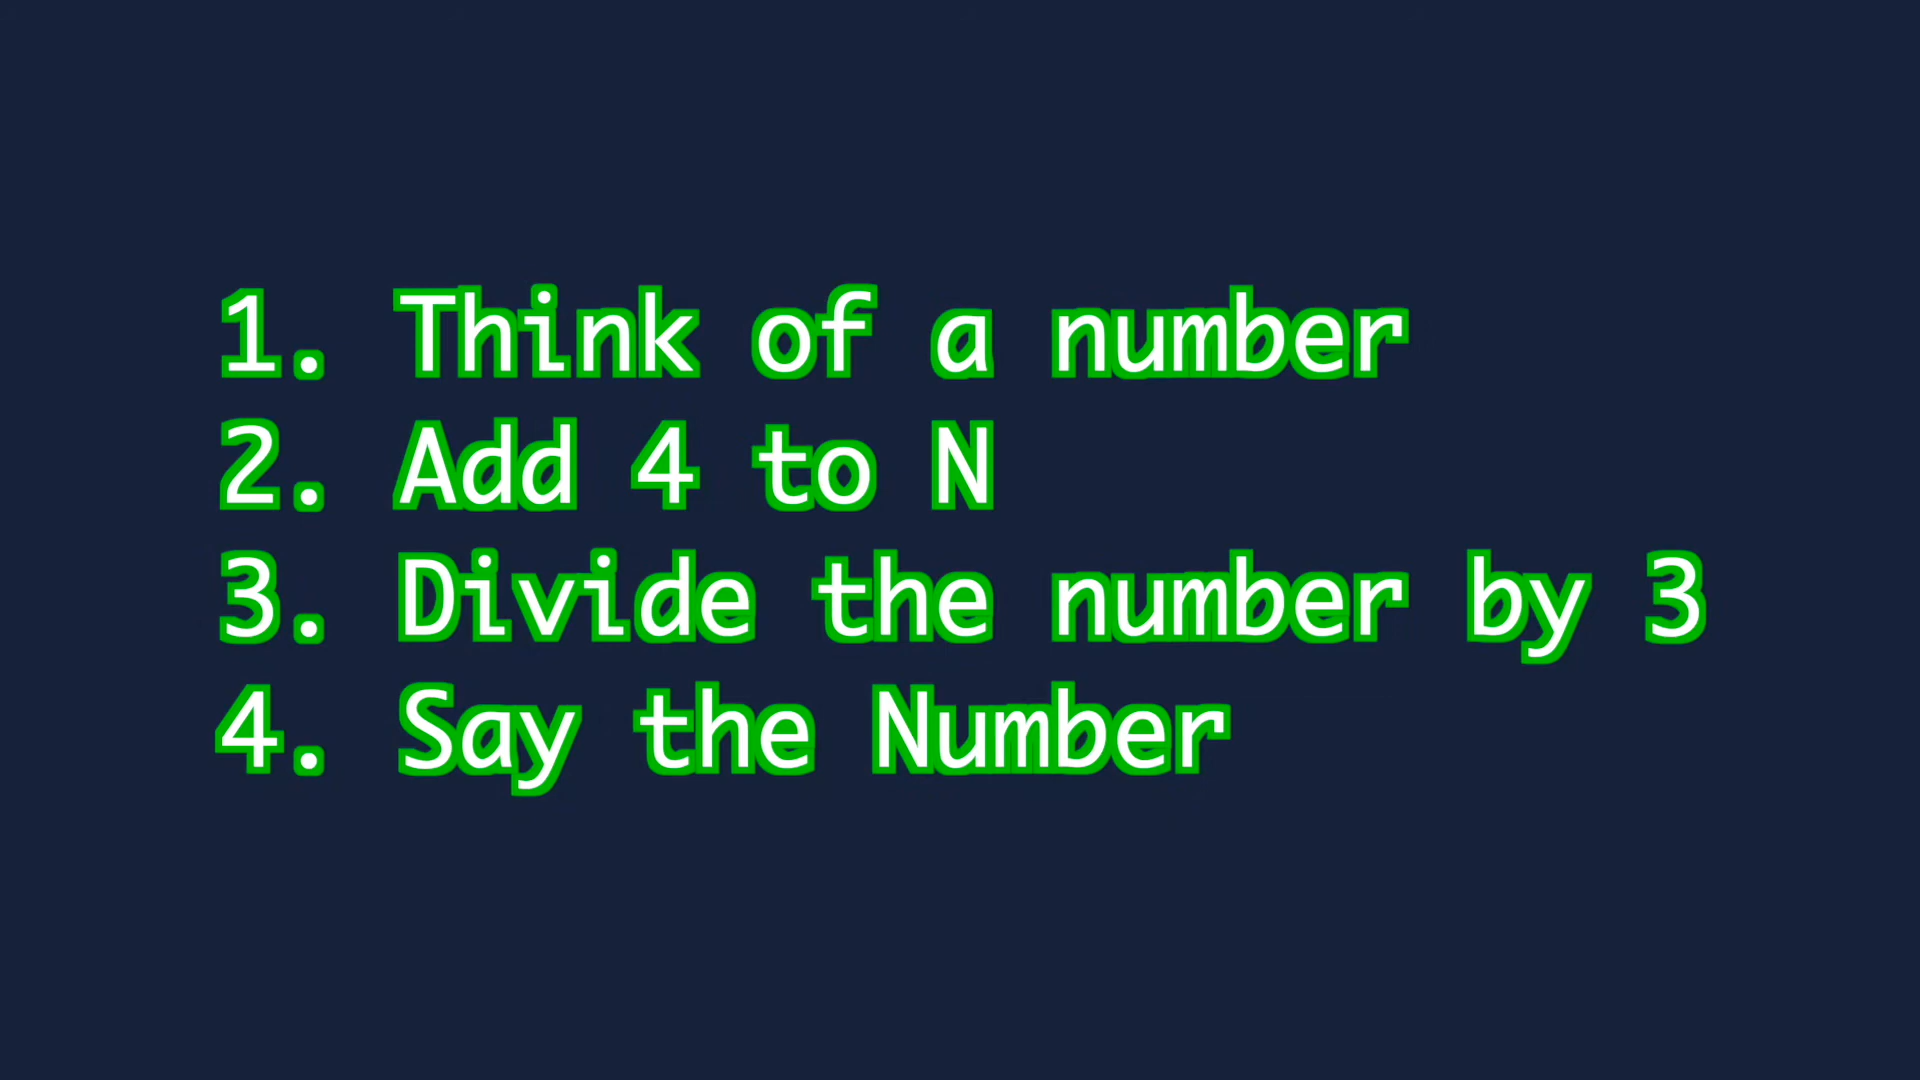 1. Think of a number
2. Add 4 to N
3. Divide the number by 3
4. Say the Number